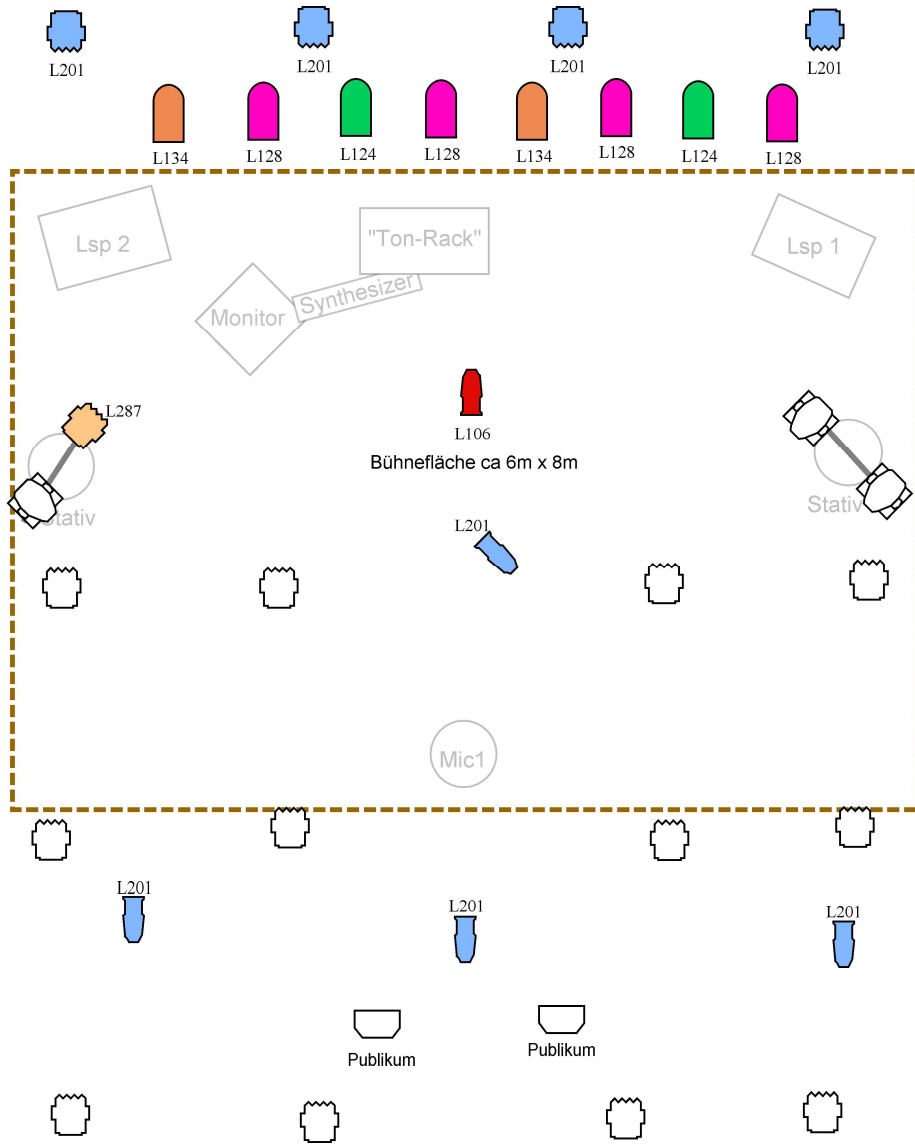 L201
L201
L201
L201
L134
L128
L124
L128
L134
L128
L124
L128
Lsp 2
"Ton-Rack"
Lsp 1
Synthesizer
Monitor
L287
L106
Bühnefläche ca 6m x 8m
Stativ
Stativ
L201
Mic1
L201
L201
L201
Publikum
Publikum